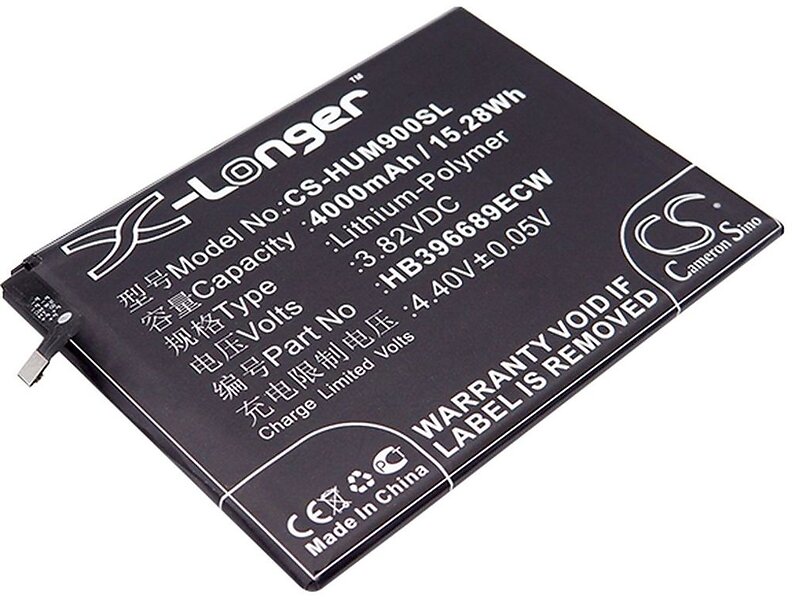 X-Longer™
型号Model No.:CS-HUM900SL
容量Capacity :4000mAh / 15.28Wh
规格Type :Lithium-Polymer
电压Volts :3.82VDC
编号Part No :HB396689ECW
充电限制电压 :4.40V±0.05V
Charge Limited Volts
CS
Cameron Sino
WARRANTY VOID IF
LABEL IS REMOVED
CE PCT
Made in China